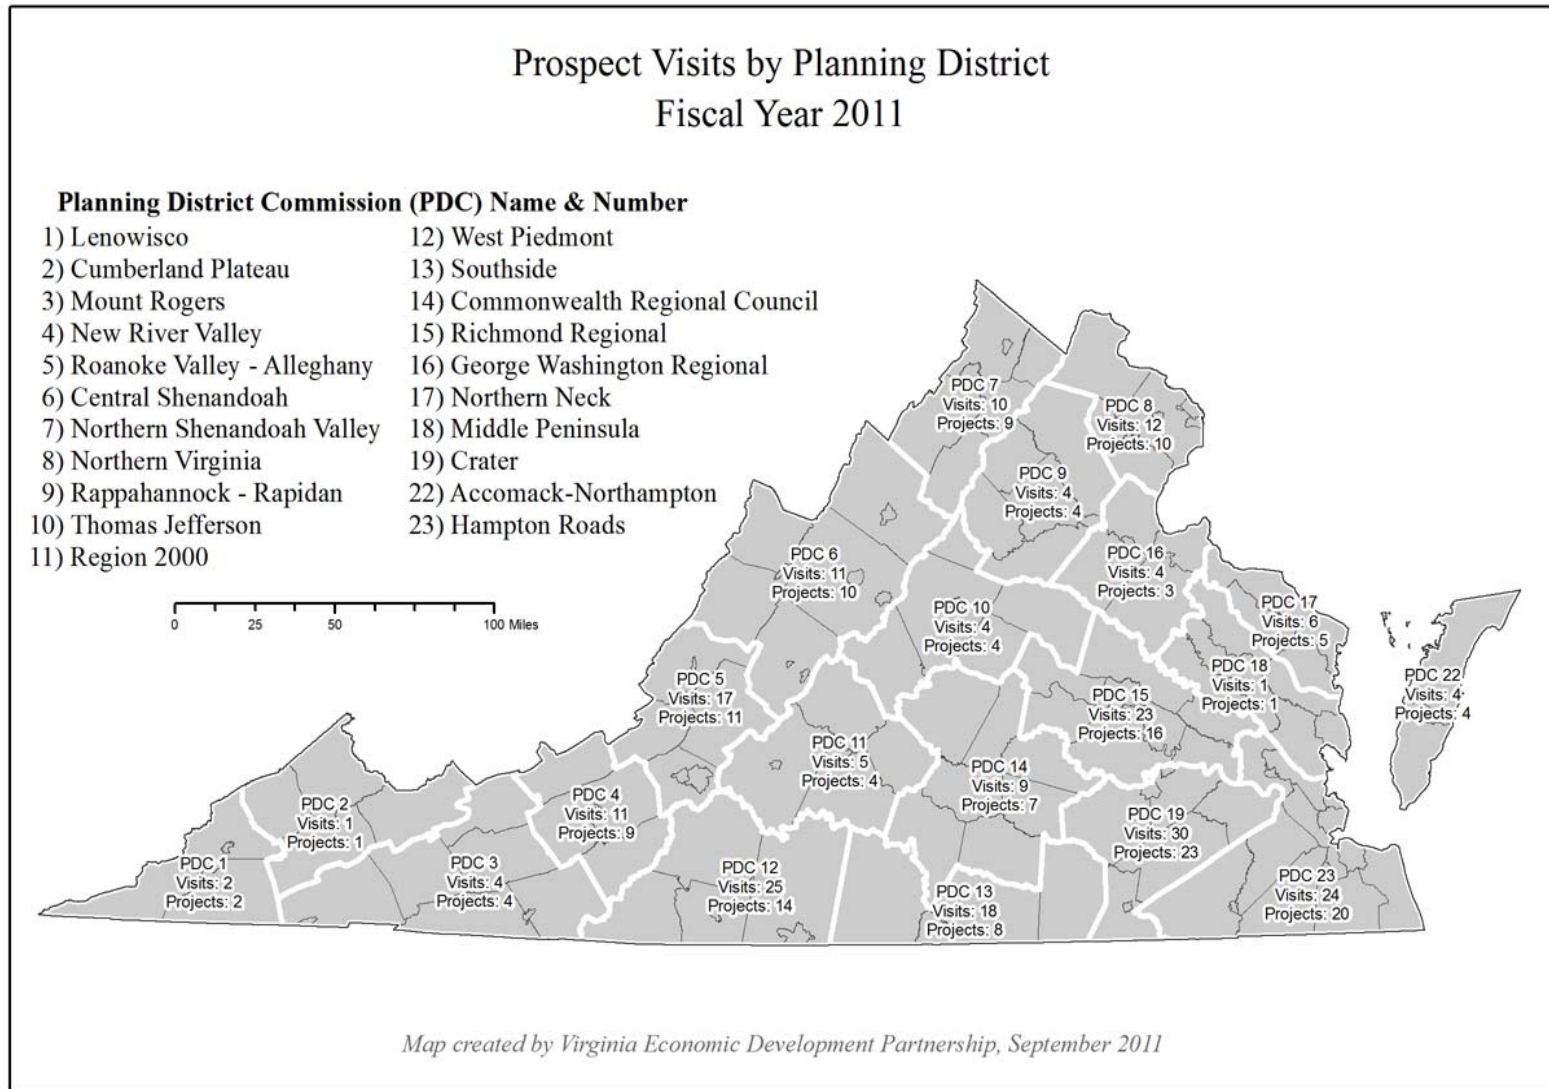 Prospect Visits by Planning District
Fiscal Year 2011
Planning District Commission (PDC) Name & Number
1) Lenowisco
2) Cumberland Plateau
3) Mount Rogers
4) New River Valley
5) Roanoke Valley - Alleghany
6) Central Shenandoah
7) Northern Shenandoah Valley
8) Northern Virginia
9) Rappahannock - Rapidan
10) Thomas Jefferson
11) Region 2000
12) West Piedmont
13) Southside
14) Commonwealth Regional Council
15) Richmond Regional
16) George Washington Regional
17) Northern Neck
18) Middle Peninsula
19) Crater
22) Accomack-Northampton
23) Hampton Roads
0 25 50 100 Miles
PDC 7
Visits: 10
Projects: 9
PDC 8
Visits: 12
Projects: 10
PDC 9
Visits: 4
Projects: 4
PDC 6
Visits: 11
Projects: 10
PDC 16
Visits: 4
Projects: 3
PDC 10
Visits: 4
Projects: 4
PDC 17
Visits: 6
Projects: 5
PDC 18
Visits: 1
Projects: 1
PDC 22
Visits: 4
Projects: 4
PDC 5
Visits: 17
Projects: 11
PDC 15
Visits: 23
Projects: 16
PDC 11
Visits: 5
Projects: 4
PDC 14
Visits: 9
Projects: 7
PDC 4
Visits: 11
Projects: 9
PDC 2
Visits: 1
Projects: 1
PDC 19
Visits: 30
Projects: 23
PDC 1
Visits: 2
Projects: 2
PDC 3
Visits: 4
Projects: 4
PDC 12
Visits: 25
Projects: 14
PDC 13
Visits: 18
Projects: 8
PDC 23
Visits: 24
Projects: 20
Map created by Virginia Economic Development Partnership, September 2011